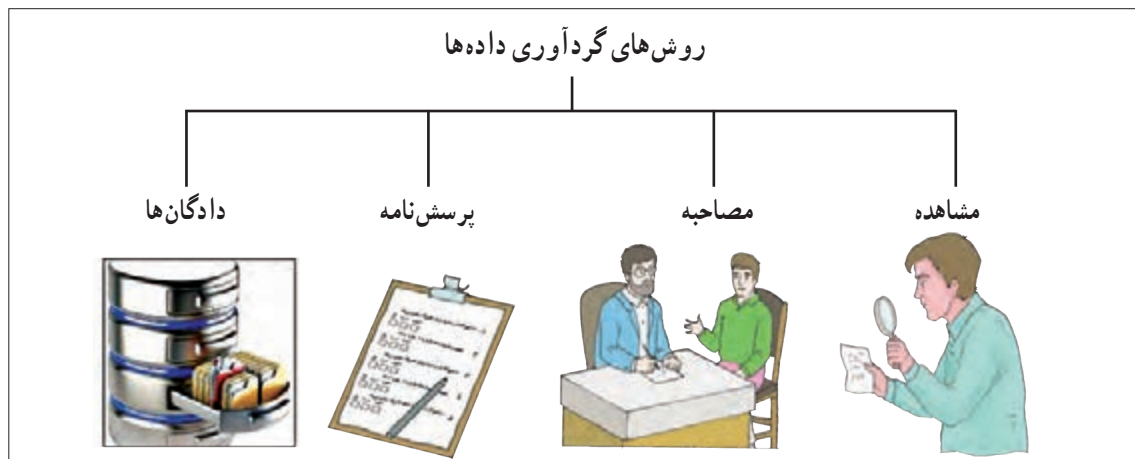 روش‌های گردآوری داده‌ها
مشاهده
مصاحبه
پرسش‌نامه
دادگان‌ها